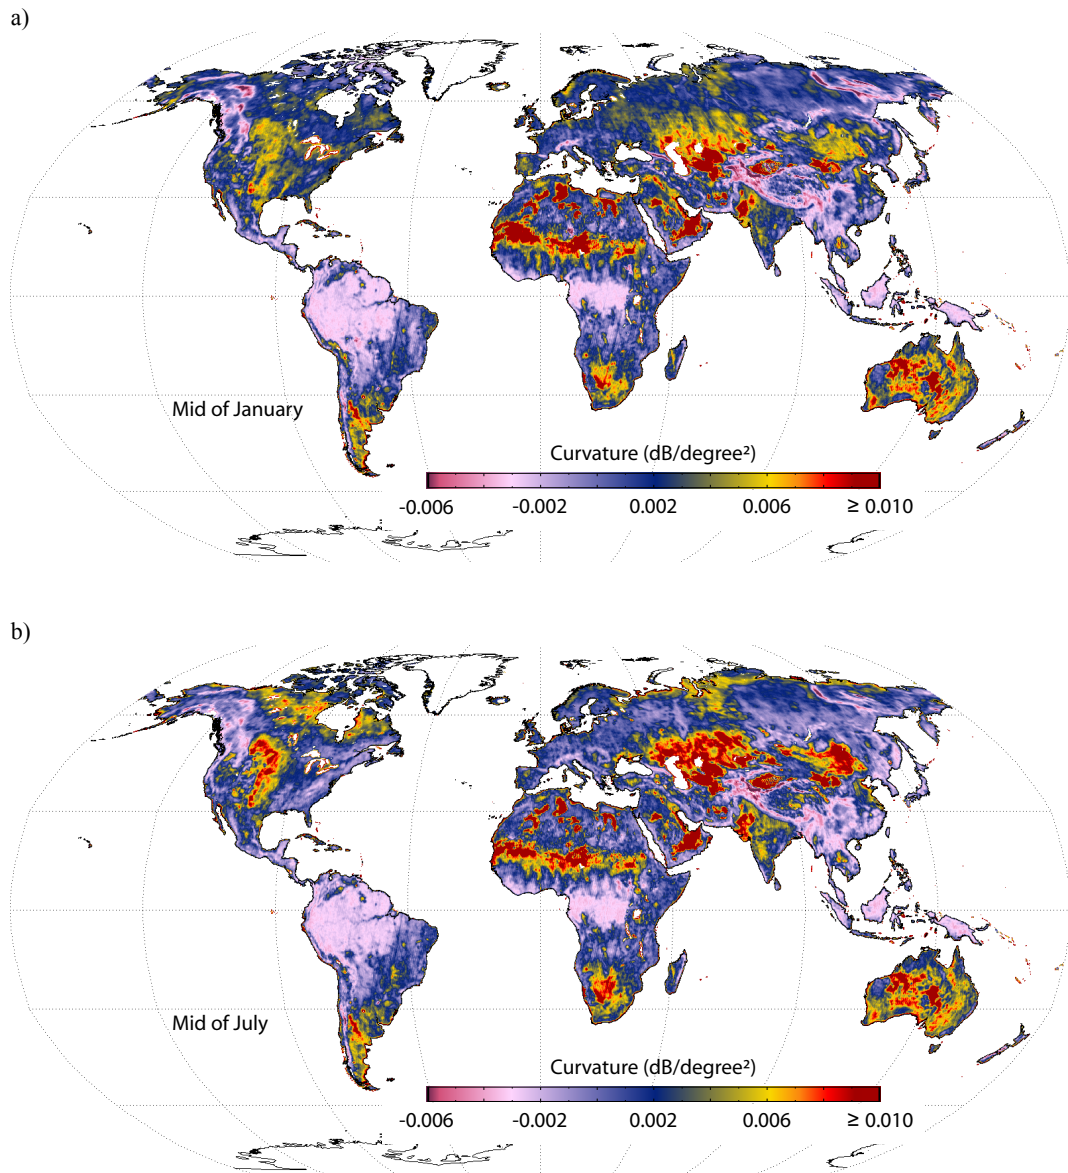 a)
Mid of January
Curvature (dB/degree²)
-0.006 -0.002 0.002 0.006 ≥ 0.010
b)
Mid of July
Curvature (dB/degree²)
-0.006 -0.002 0.002 0.006 ≥ 0.010